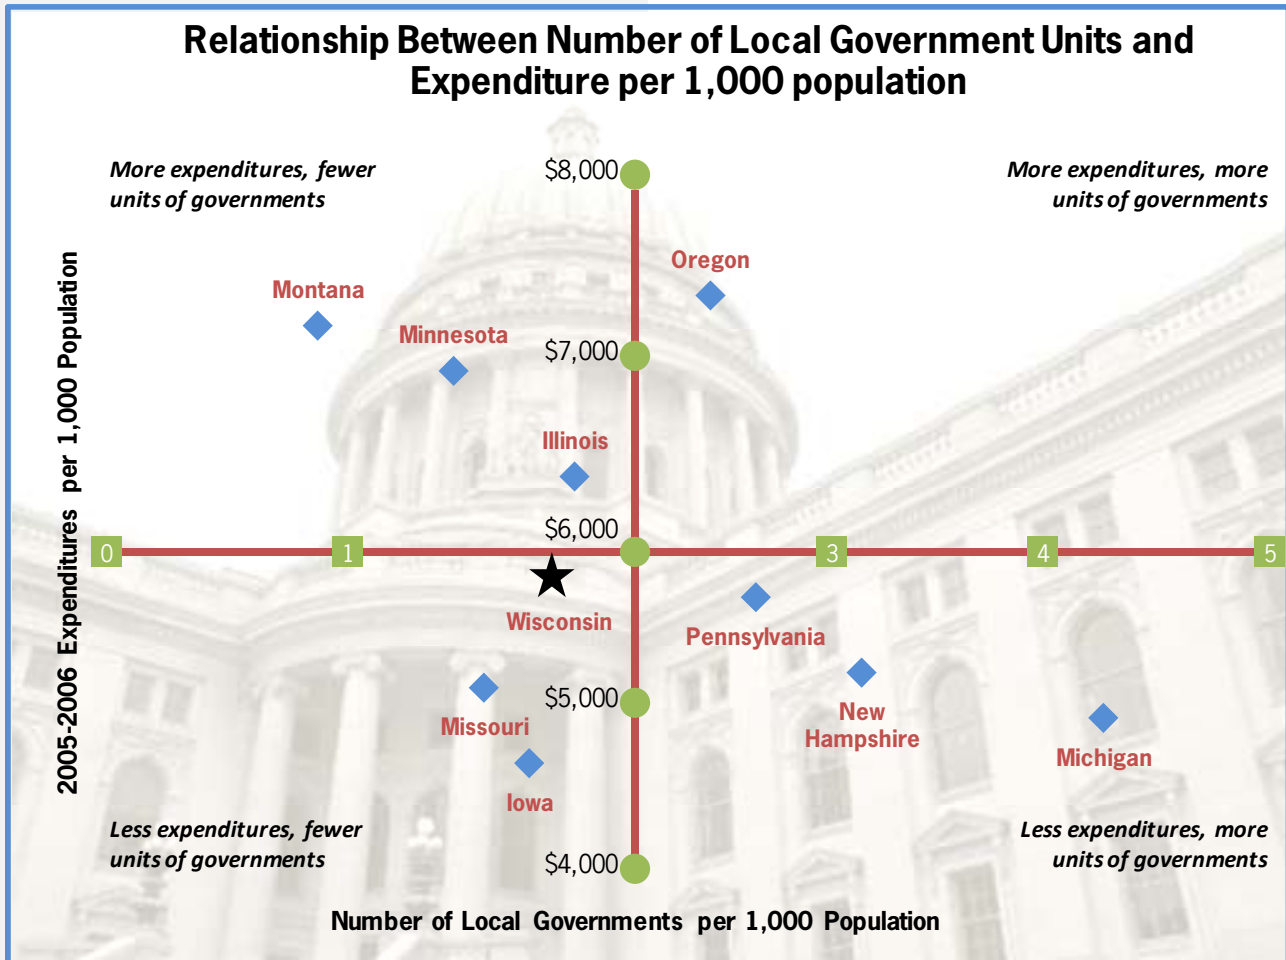 Relationship Between Number of Local Government Units and
Expenditure per 1,000 population
More expenditures, fewer
units of governments
More expenditures, more
units of governments
$8,000
Oregon
Montana
Minnesota
$7,000
Illinois
$6,000
0
1
3
4
5
Wisconsin
Pennsylvania
$5,000
Missouri
New
Hampshire
Michigan
Iowa
$4,000
Less expenditures, fewer
units of governments
Less expenditures, more
units of governments
2005-2006 Expenditures per 1,000 Population
Number of Local Governments per 1,000 Population